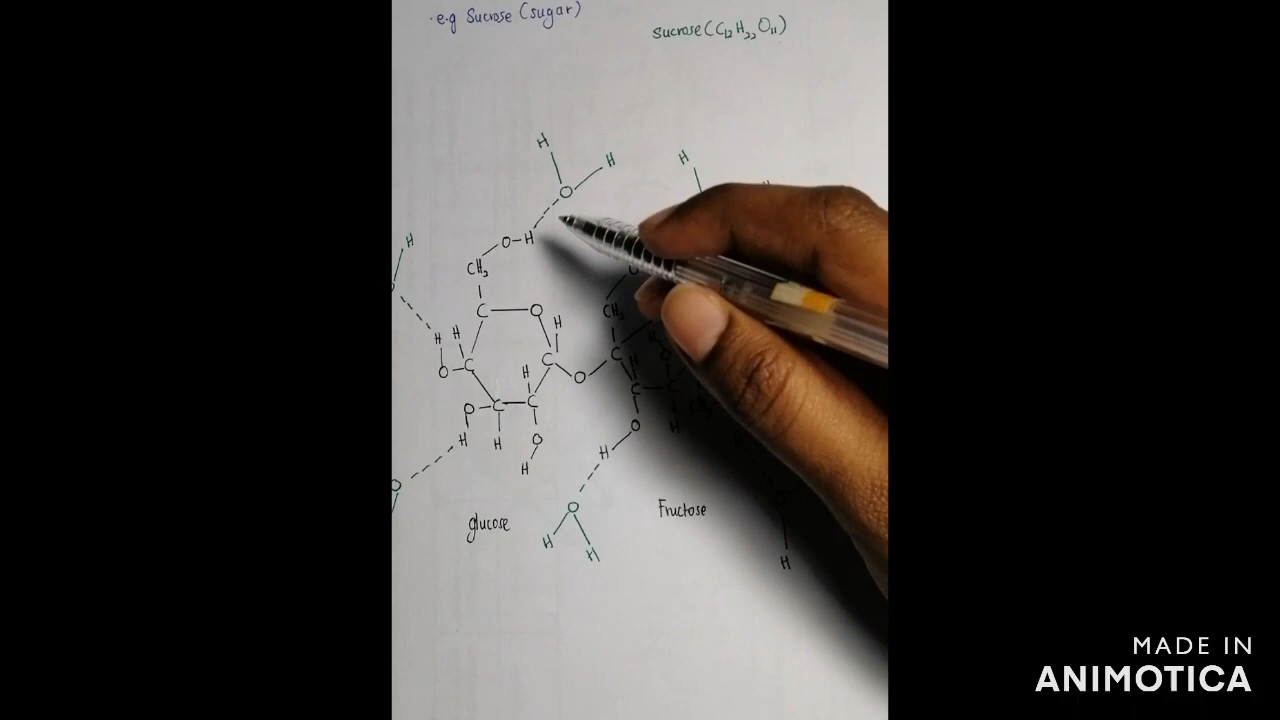 • e.g Sucrose (sugar)
sucrose (C₁₂H₂₂O₁₁)
H
H
O
H
H
O-H
CH₂
C
O
H
CH₂
H
H
H
O
C
C
C
H
H
O
O
C
C
O
C
C
H
H
H
O
H
O
H
H
O
O
glucose
Fructose
H
H
H
MADE IN
ANIMOTICA